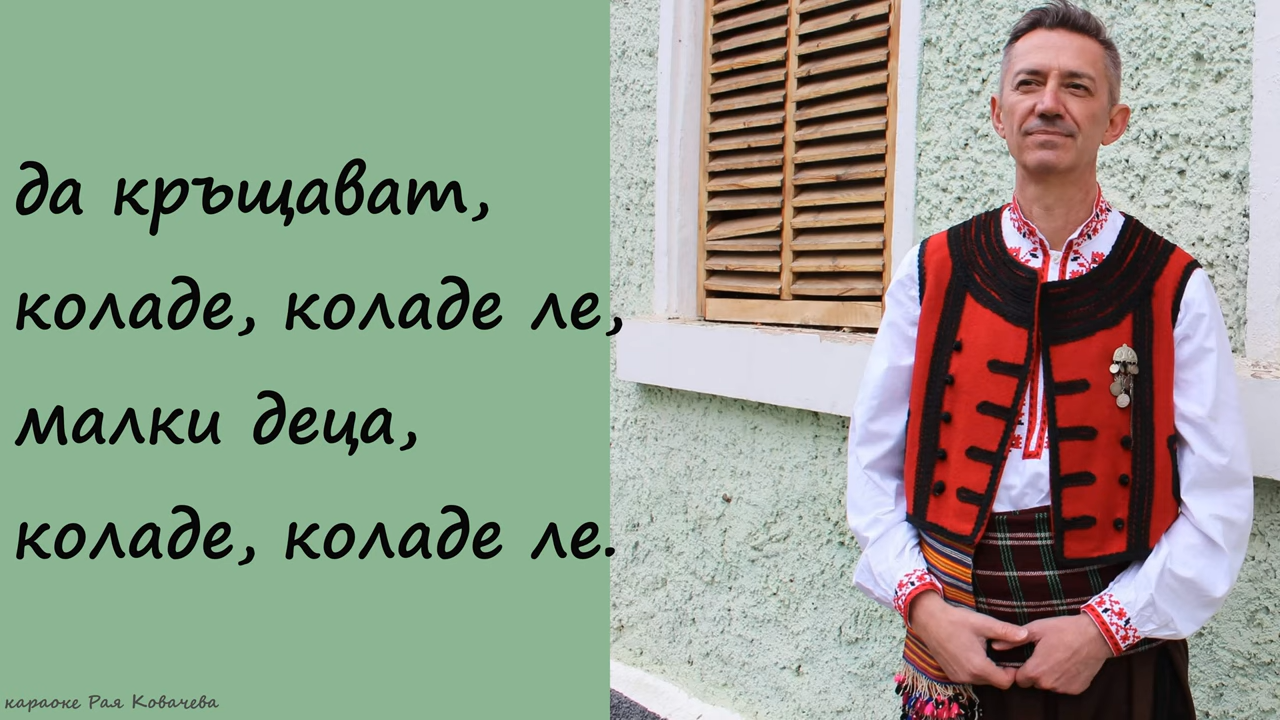 да кръщават,
коладе, коладе ле,
малки деца,
коладе, коладе ле.
караоке Рая Ковачева